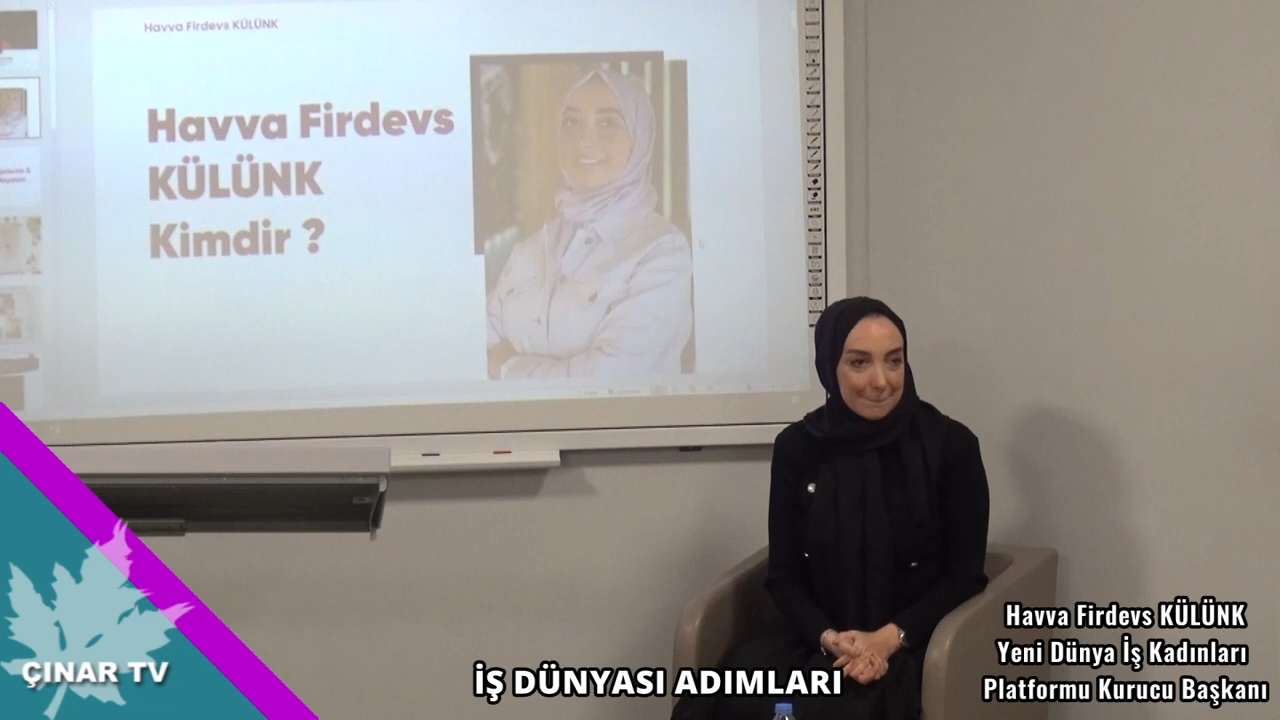 Havva Firdevs KÜLÜNK
Havva Firdevs
KÜLÜNK
Kimdir ?
ABC
Havva Firdevs KÜLÜNK
Yeni Dünya İş Kadınları
Platformu Kurucu Başkanı
İŞ DÜNYASI ADIMLARI
ÇINAR TV